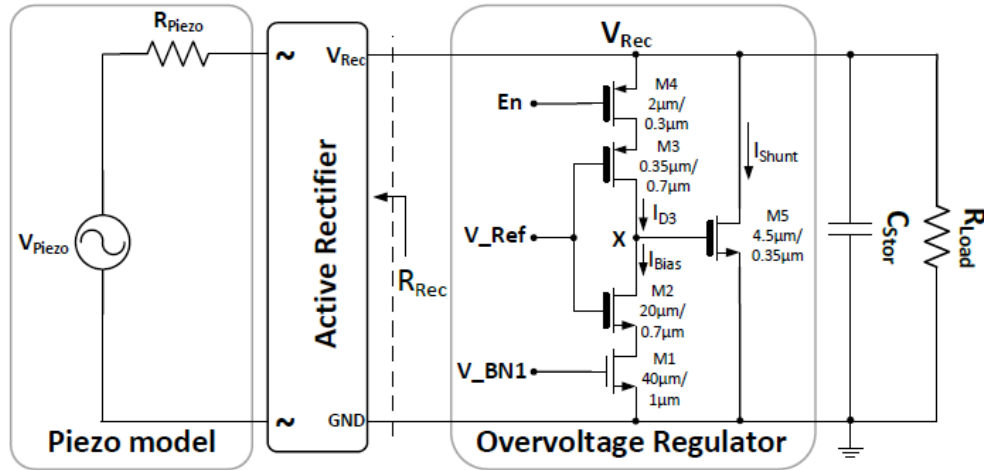 R_Piezo
V_Piezo
Piezo model
~
~
Active Rectifier
V_Rec
GND
R_Rec
V_Rec
En
M4
2µm/
0.3µm
M3
0.35µm/
0.7µm
I_Shunt
I_D3
V_Ref
X
M5
4.5µm/
0.35µm
I_Bias
M2
20µm/
0.7µm
V_BN1
M1
40µm/
1µm
Overvoltage Regulator
C_Stor
R_Load